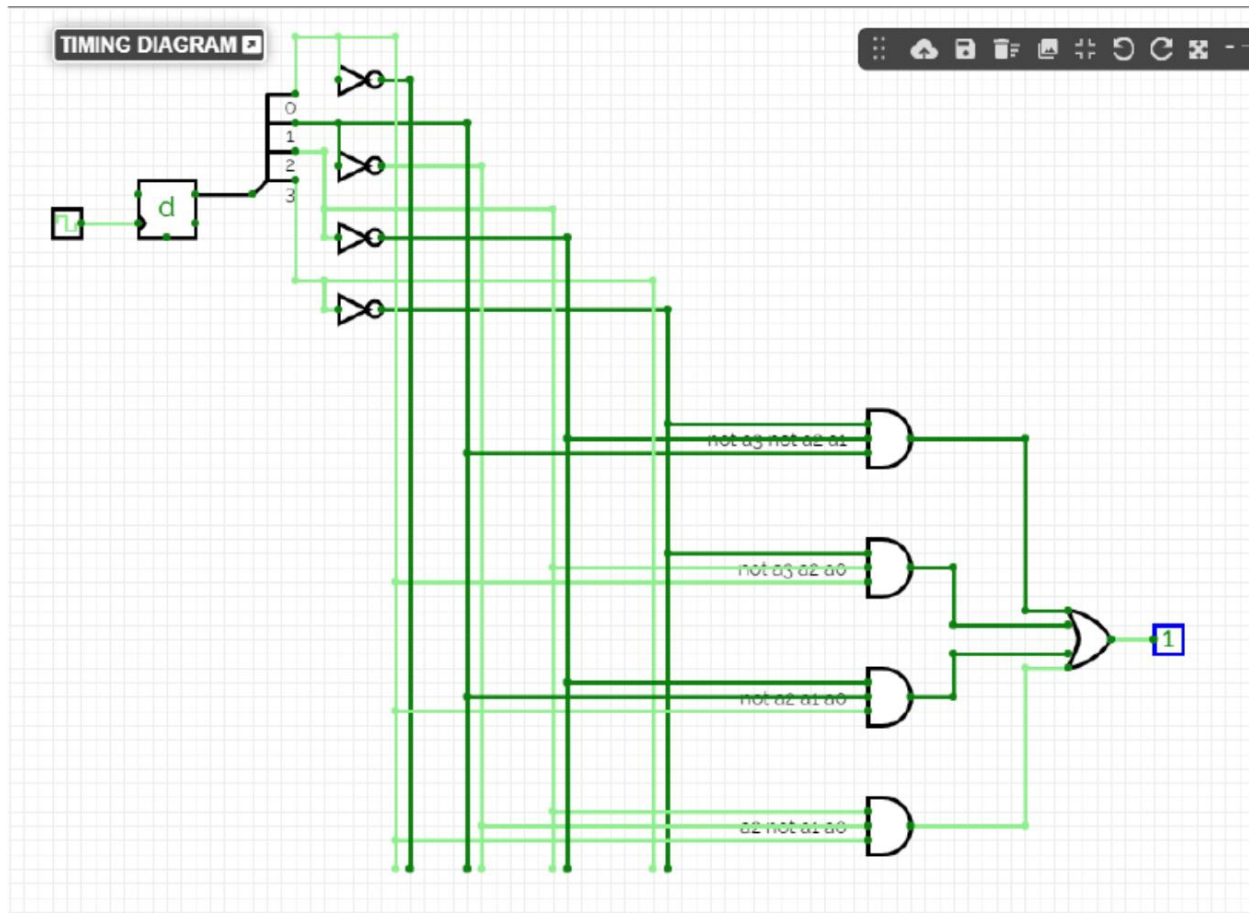 TIMING DIAGRAM
0
1
2
3
d
not a3 not a2 a1
not a3 a2 a0
not a2 a1 a0
a2 not a1 a0
1